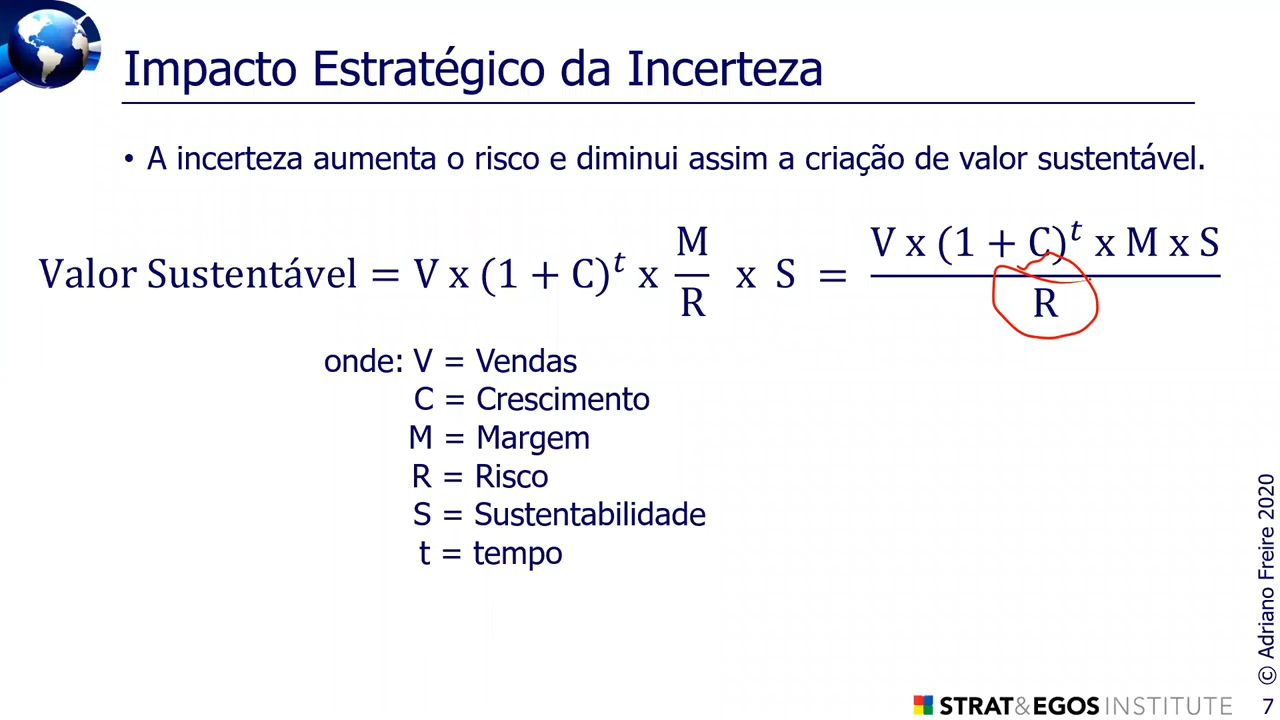 Impacto Estratégico da Incerteza
• A incerteza aumenta o risco e diminui assim a criação de valor sustentável.
Valor Sustentável = V x (1 + C)^t x M/R x S = V x (1 + C)^t x M x S / R
onde: V = Vendas
C = Crescimento
M = Margem
R = Risco
S = Sustentabilidade
t = tempo
© Adriano Freire 2020
STRAT&EGOS INSTITUTE
7